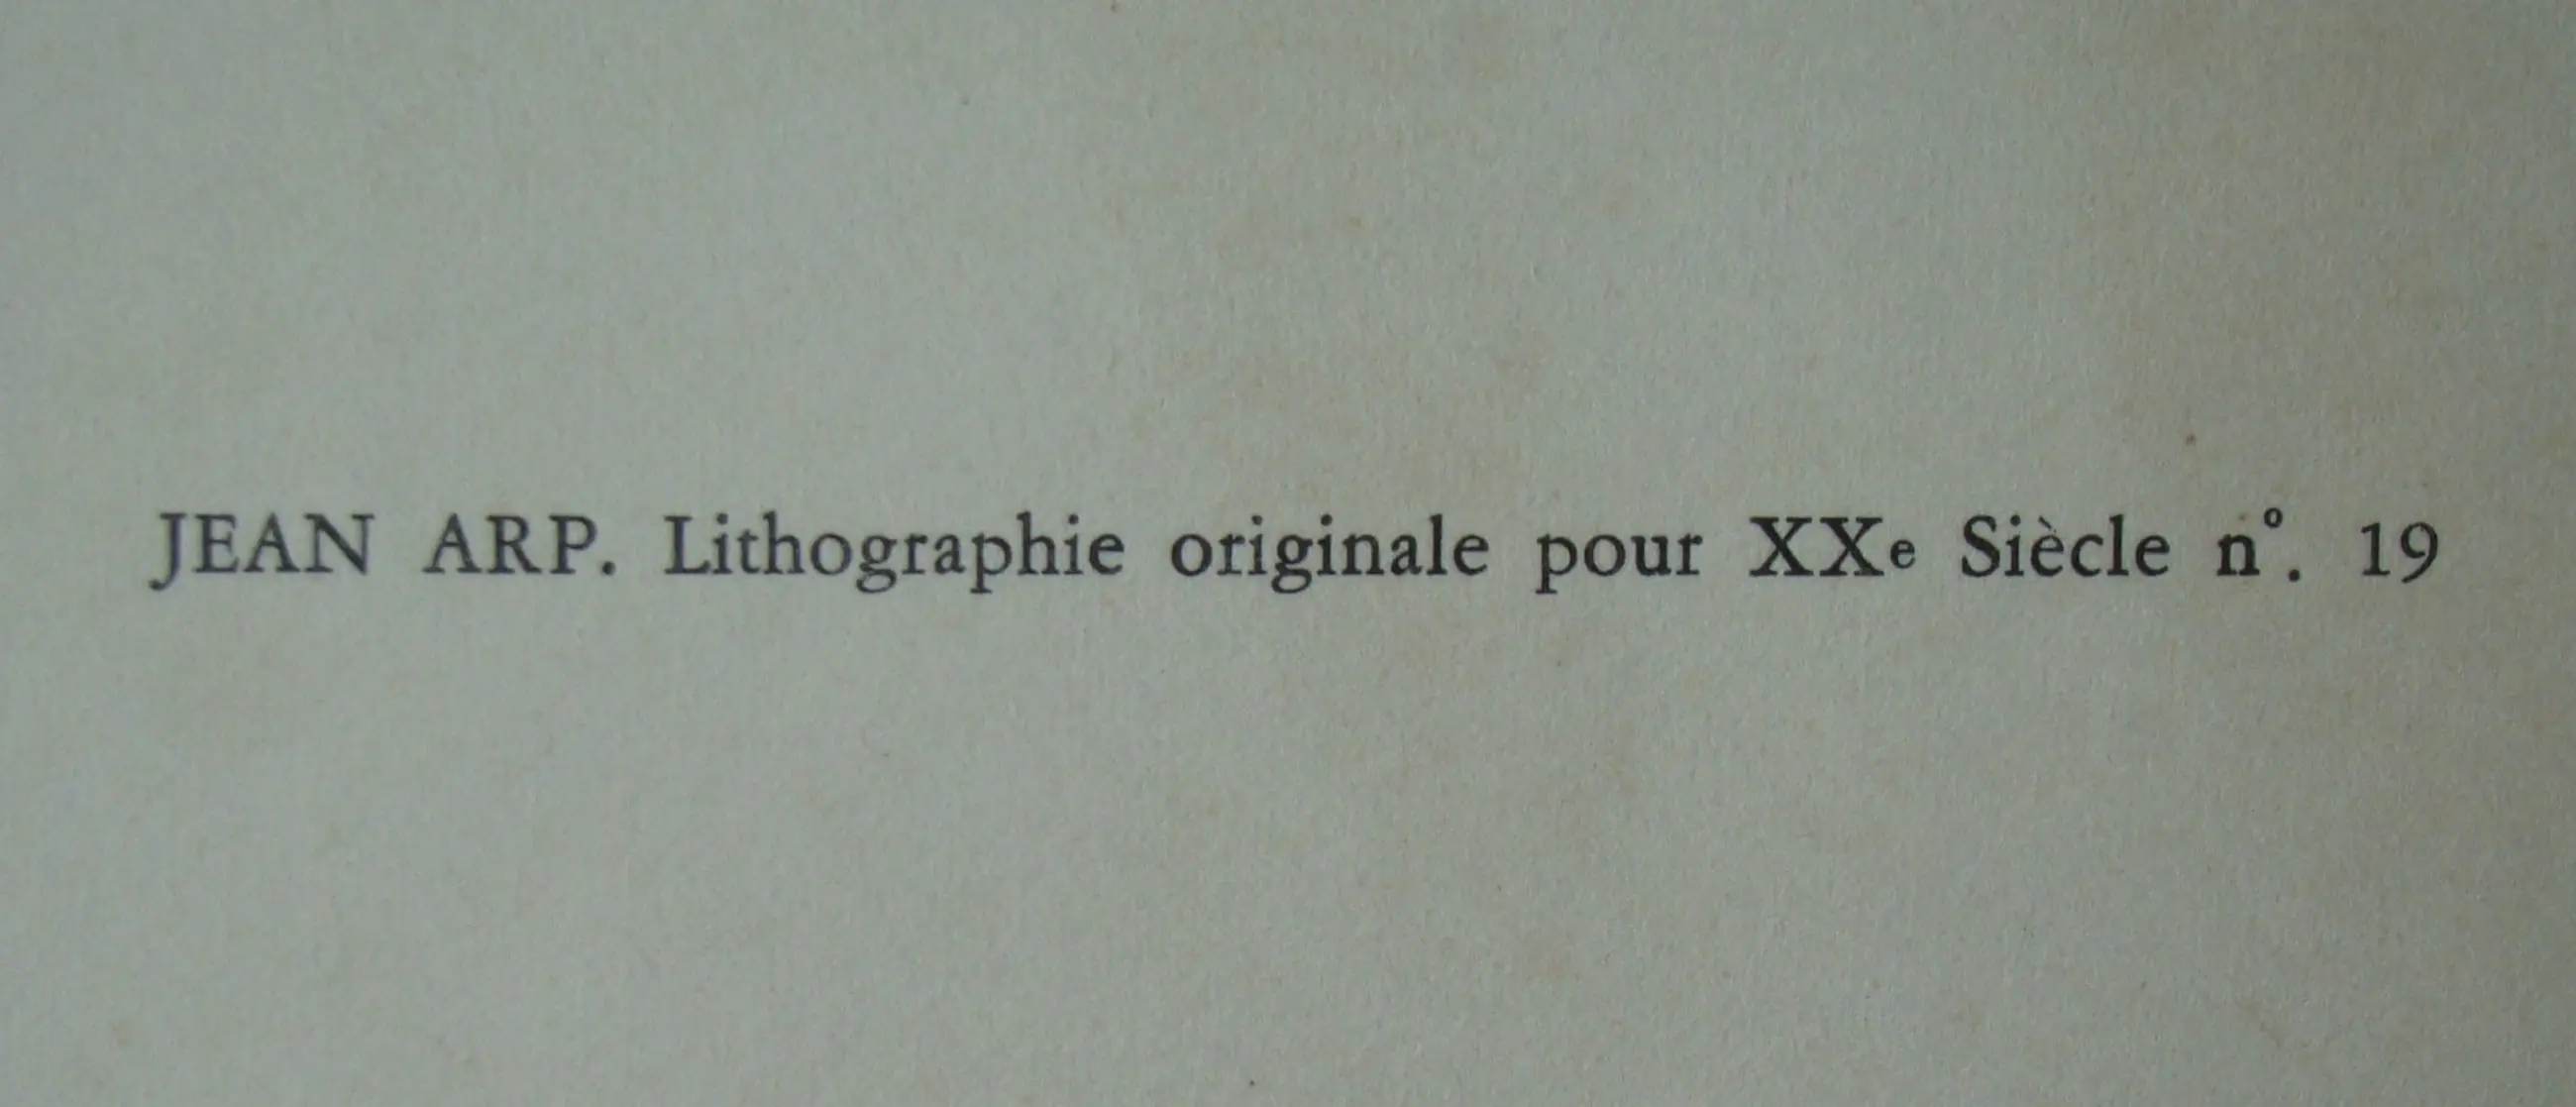 JEAN ARP. Lithographie originale pour XXe Siècle n°. 19